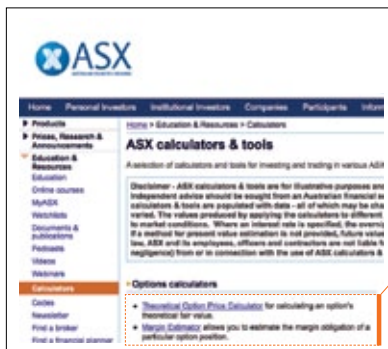 ASX
Home Personal Investors Institutional Investors Companies Participants
Products
Prices, Research &
Announcements
Education &
Resources
Education
Online courses
MyASX
Watchlists
Documents &
publications
Podcasts
Videos
Webinars
Calculators
Codes
Newsletter
Find a broker
Find a financial planner
Home > Education & Resources > Calculators
ASX calculators & tools
A selection of calculators and tools for investing and trading in various ASX
Disclaimer - ASX calculators & tools are for illustrative purposes and
independent advice should be sought from an Australian financial
calculators & tools are populated with data - all of which may be
varied. The values produced by applying the calculators to different
to market conditions. Where an interest rate is specified, the
If a method for present value estimation is not provided, future
law, ASX and its employees, officers and contractors are not liable
negligence) from or in connection with the use of ASX calculators &
Options calculators
Theoretical Option Price Calculator for calculating an option's
theoretical fair value.
Margin Estimator allows you to estimate the margin obligation of a
particular option position.